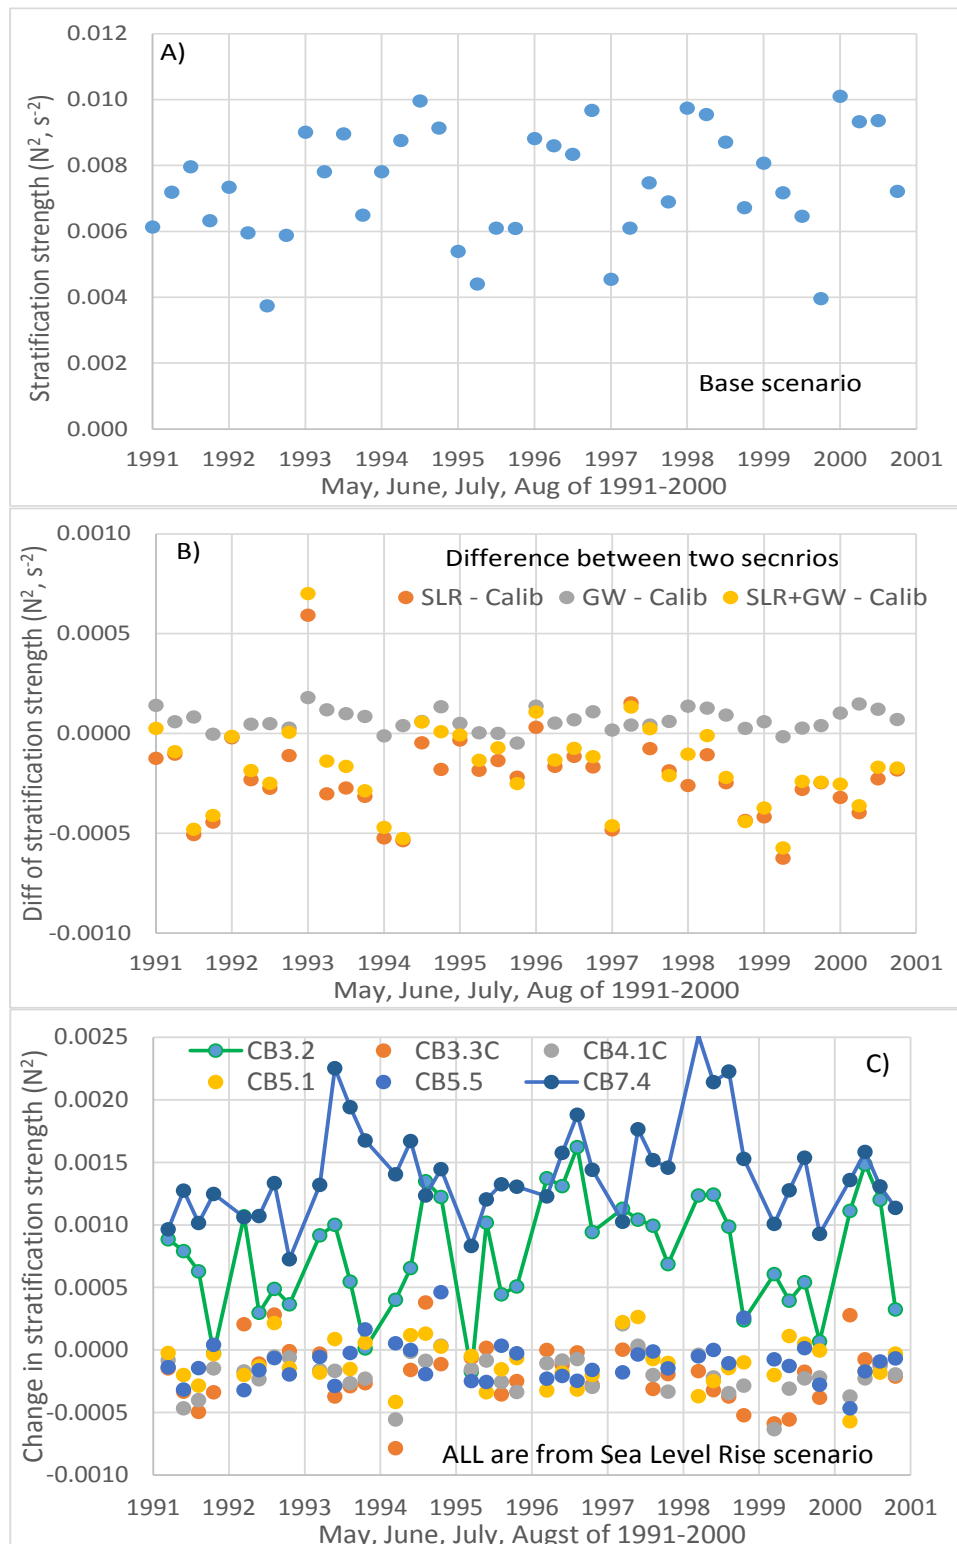 A)
Stratification strength (N², s⁻²)
0.012
0.010
0.008
0.006
0.004
0.002
0.000
Base scenario
1991 1992 1993 1994 1995 1996 1997 1998 1999 2000 2001
May, June, July, Aug of 1991-2000
B)
Difference between two secnrios
SLR - Calib GW - Calib SLR+GW - Calib
Diff of stratification strength (N², s⁻²)
0.0010
0.0005
0.0000
-0.0005
-0.0010
1991 1992 1993 1994 1995 1996 1997 1998 1999 2000 2001
May, June, July, Aug of 1991-2000
C)
CB3.2 CB3.3C CB4.1C
CB5.1 CB5.5 CB7.4
Change in stratification strength (N²)
0.0025
0.0020
0.0015
0.0010
0.0005
0.0000
-0.0005
-0.0010
ALL are from Sea Level Rise scenario
1991 1992 1993 1994 1995 1996 1997 1998 1999 2000 2001
May, June, July, Augst of 1991-2000